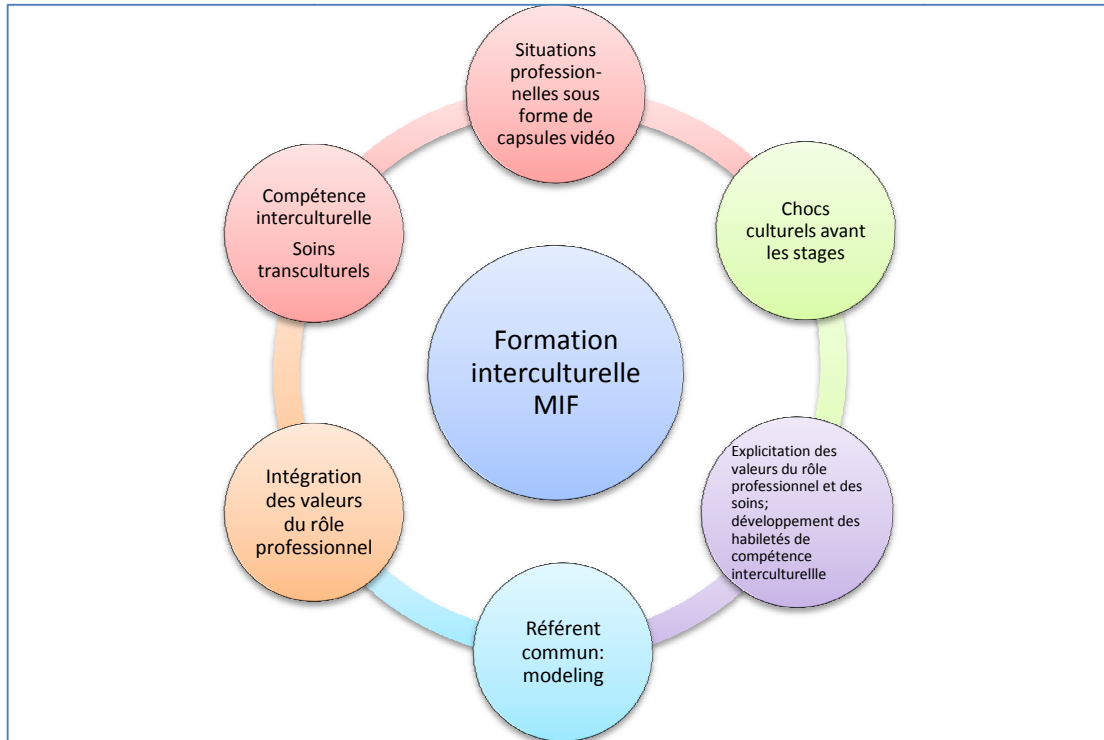 Situations
profession-
nelles sous
forme de
capsules vidéo
Chocs
culturels avant
les stages
Explicitation des
valeurs du rôle
professionnel et des
soins;
développement des
habiletés de
compétence
interculturellle
Référent
commun:
modeling
Intégration
des valeurs
du rôle
professionnel
Compétence
interculturelle
Soins
transculturels
Formation
interculturelle
MIF